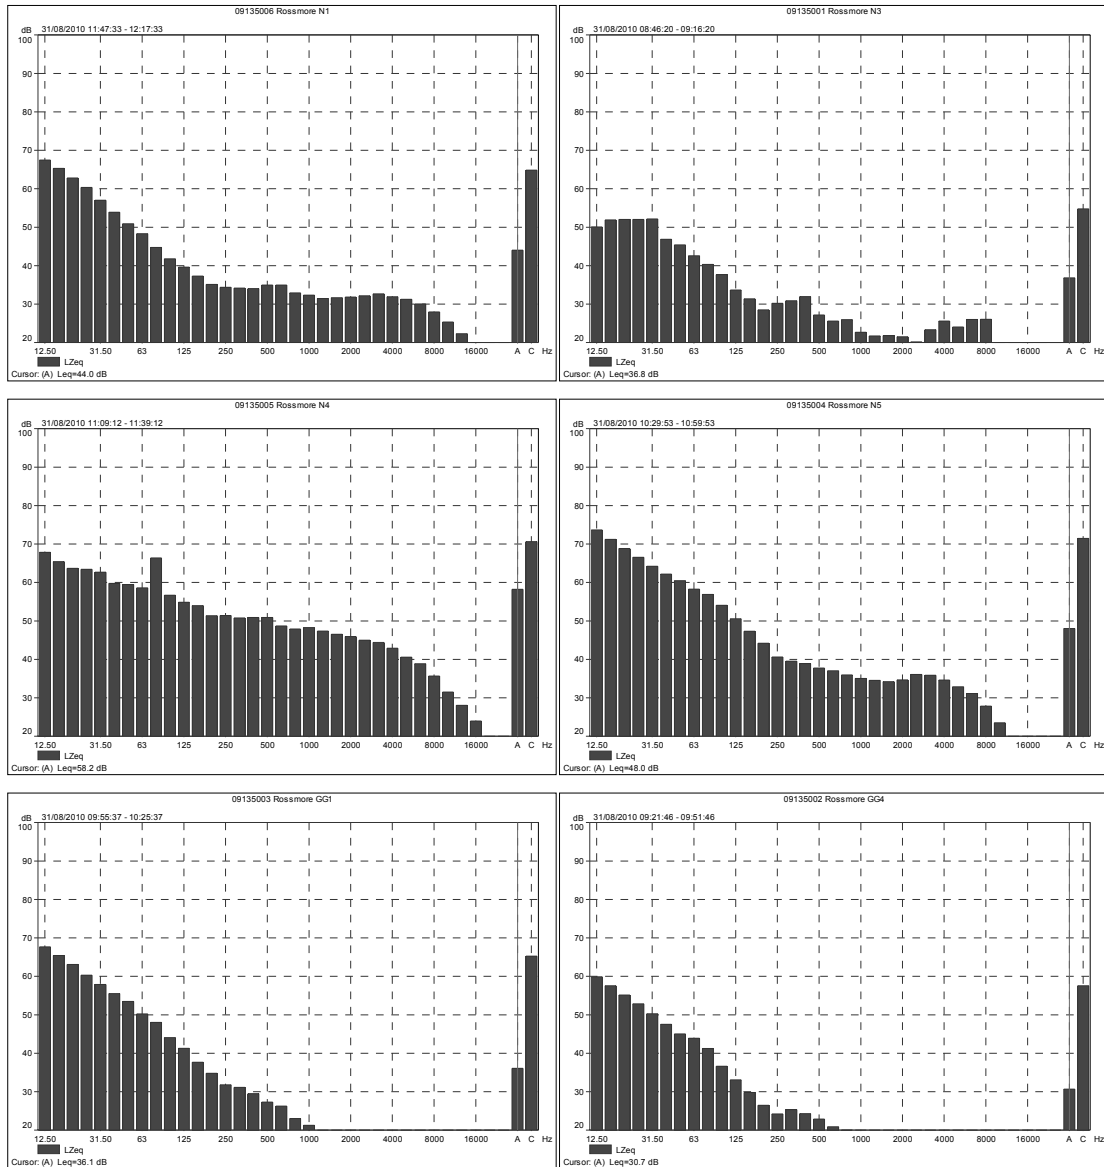 09135006 Rossmore N1
dB 31/08/2010 11:47:33 - 12:17:33
100
90
80
70
60
50
40
30
20
12.50 31.50 63 125 250 500 1000 2000 4000 8000 16000 A C Hz
LZeq
Cursor: (A) Leq=44.0 dB
09135001 Rossmore N3
dB 31/08/2010 08:46:20 - 09:16:20
100
90
80
70
60
50
40
30
20
12.50 31.50 63 125 250 500 1000 2000 4000 8000 16000 A C Hz
LZeq
Cursor: (A) Leq=36.8 dB
09135005 Rossmore N4
dB 31/08/2010 11:09:12 - 11:39:12
100
90
80
70
60
50
40
30
20
12.50 31.50 63 125 250 500 1000 2000 4000 8000 16000 A C Hz
LZeq
Cursor: (A) Leq=58.2 dB
09135004 Rossmore N5
dB 31/08/2010 10:29:53 - 10:59:53
100
90
80
70
60
50
40
30
20
12.50 31.50 63 125 250 500 1000 2000 4000 8000 16000 A C Hz
LZeq
Cursor: (A) Leq=48.0 dB
09135003 Rossmore GG1
dB 31/08/2010 09:55:37 - 10:25:37
100
90
80
70
60
50
40
30
20
12.50 31.50 63 125 250 500 1000 2000 4000 8000 16000 A C Hz
LZeq
Cursor: (A) Leq=36.1 dB
09135002 Rossmore GG4
dB 31/08/2010 09:21:46 - 09:51:46
100
90
80
70
60
50
40
30
20
12.50 31.50 63 125 250 500 1000 2000 4000 8000 16000 A C Hz
LZeq
Cursor: (A) Leq=30.7 dB